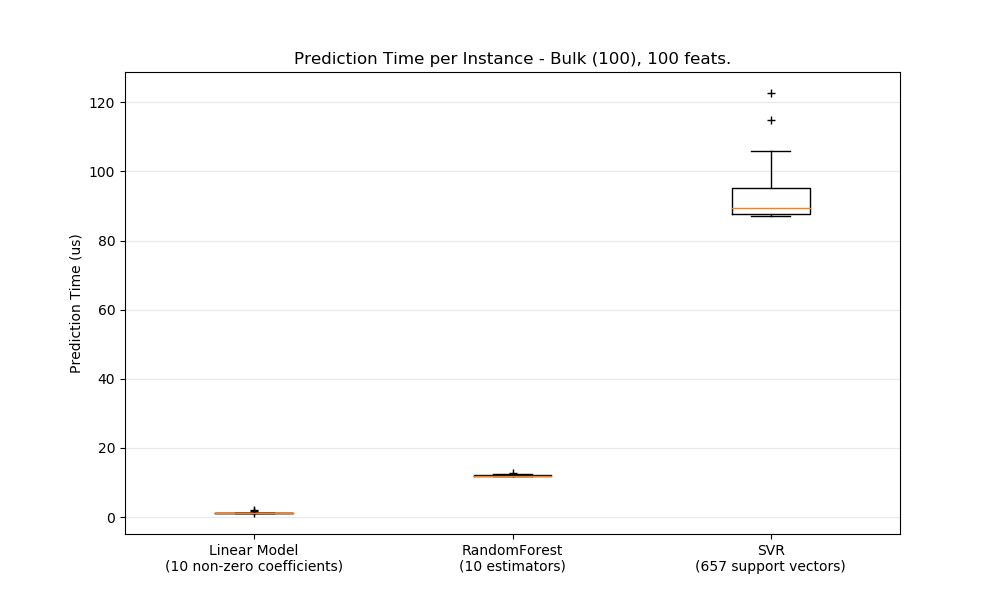 Prediction Time per Instance - Bulk (100), 100 feats.
120
100
80
60
40
20
0
Prediction Time (us)
Linear Model
(10 non-zero coefficients)
RandomForest
(10 estimators)
SVR
(657 support vectors)